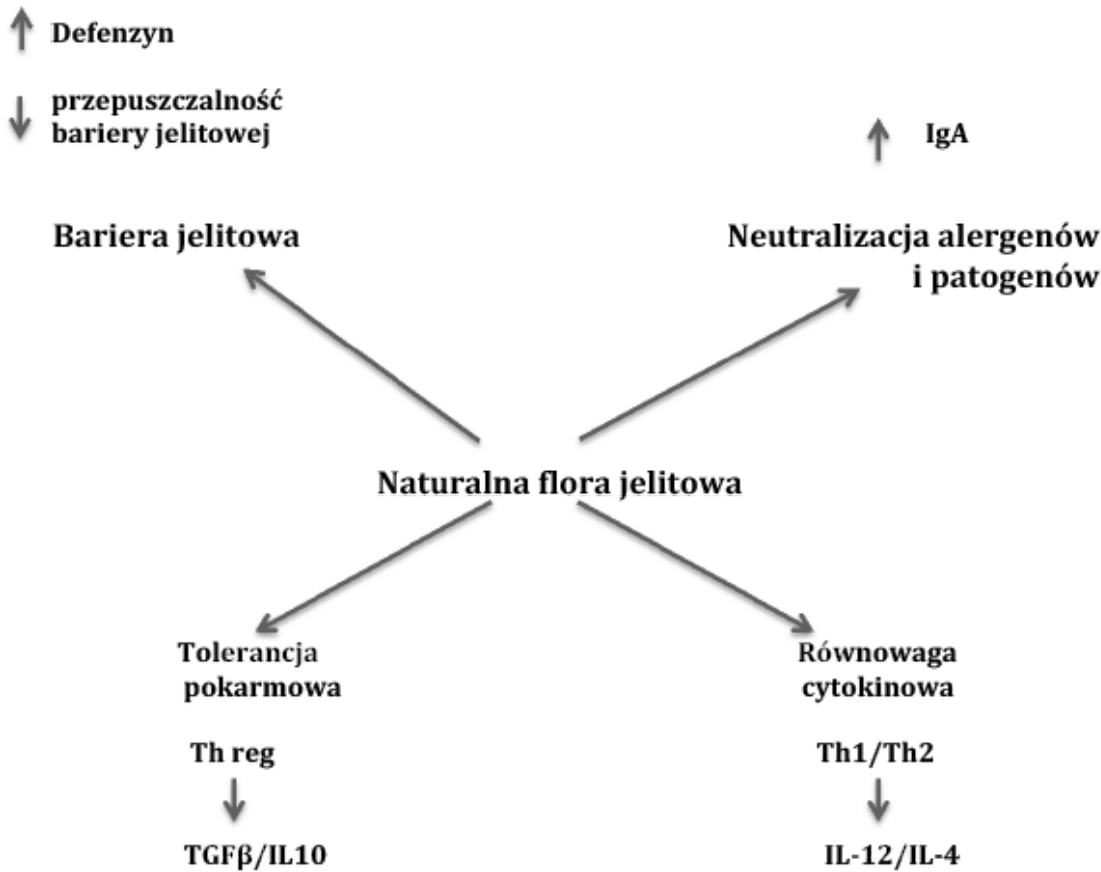 Defenzyn
przepuszczalność
bariery jelitowej
IgA
Bariera jelitowa
Neutralizacja alergenów
i patogenów
Naturalna flora jelitowa
Tolerancja
pokarmowa
Równowaga
cytokinowa
Th reg
Th1/Th2
TGFβ/IL10
IL-12/IL-4